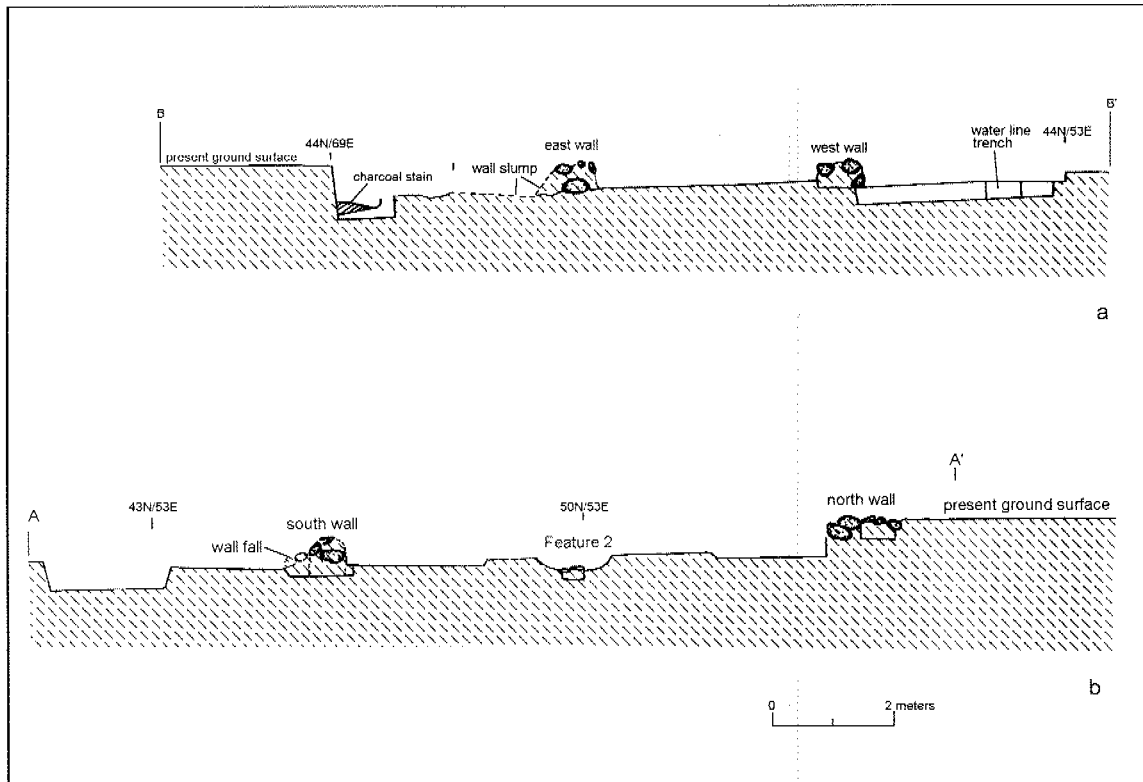 B
B'
44N/69E
east wall
west wall
water line
trench
44N/53E
present ground surface
wall slump
charcoal stain
a
A'
A
43N/53E
50N/53E
north wall
present ground surface
south wall
wall fall
Feature 2
b
0
2 meters